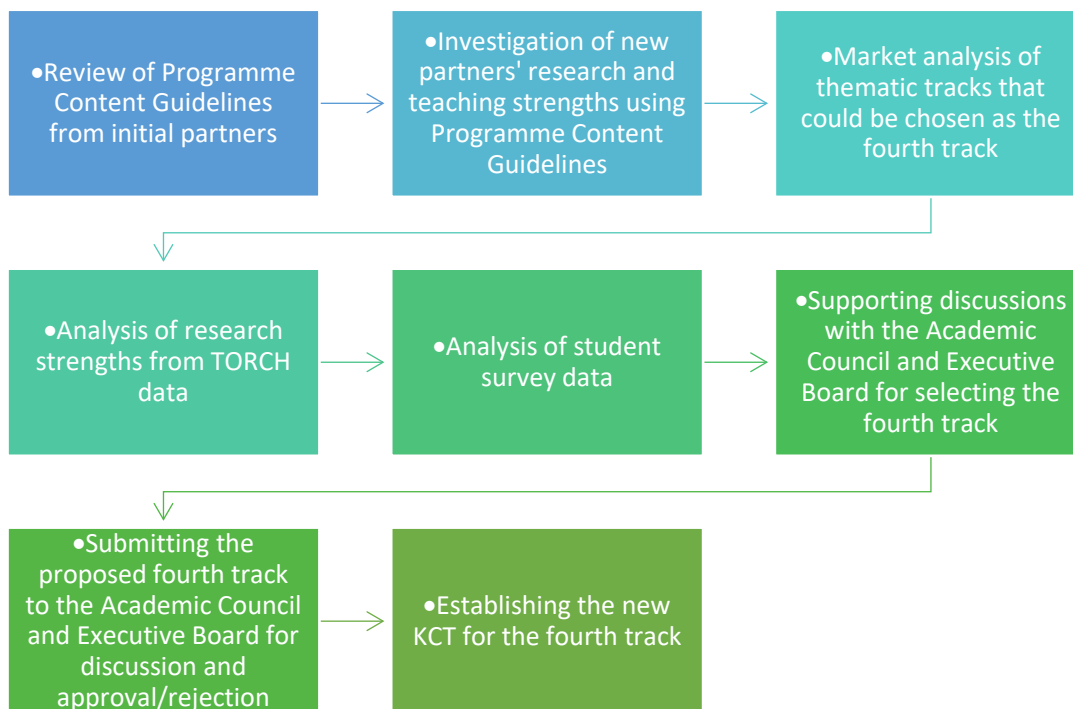 •Review of Programme
Content Guidelines
from initial partners
•Investigation of new
partners' research and
teaching strengths using
Programme Content
Guidelines
•Market analysis of
thematic tracks that
could be chosen as the
fourth track
•Analysis of research
strengths from TORCH
data
•Analysis of student
survey data
•Supporting discussions
with the Academic
Council and Executive
Board for selecting the
fourth track
•Submitting the
proposed fourth track
to the Academic Council
and Executive Board for
discussion and
approval/rejection
•Establishing the new
KCT for the fourth track